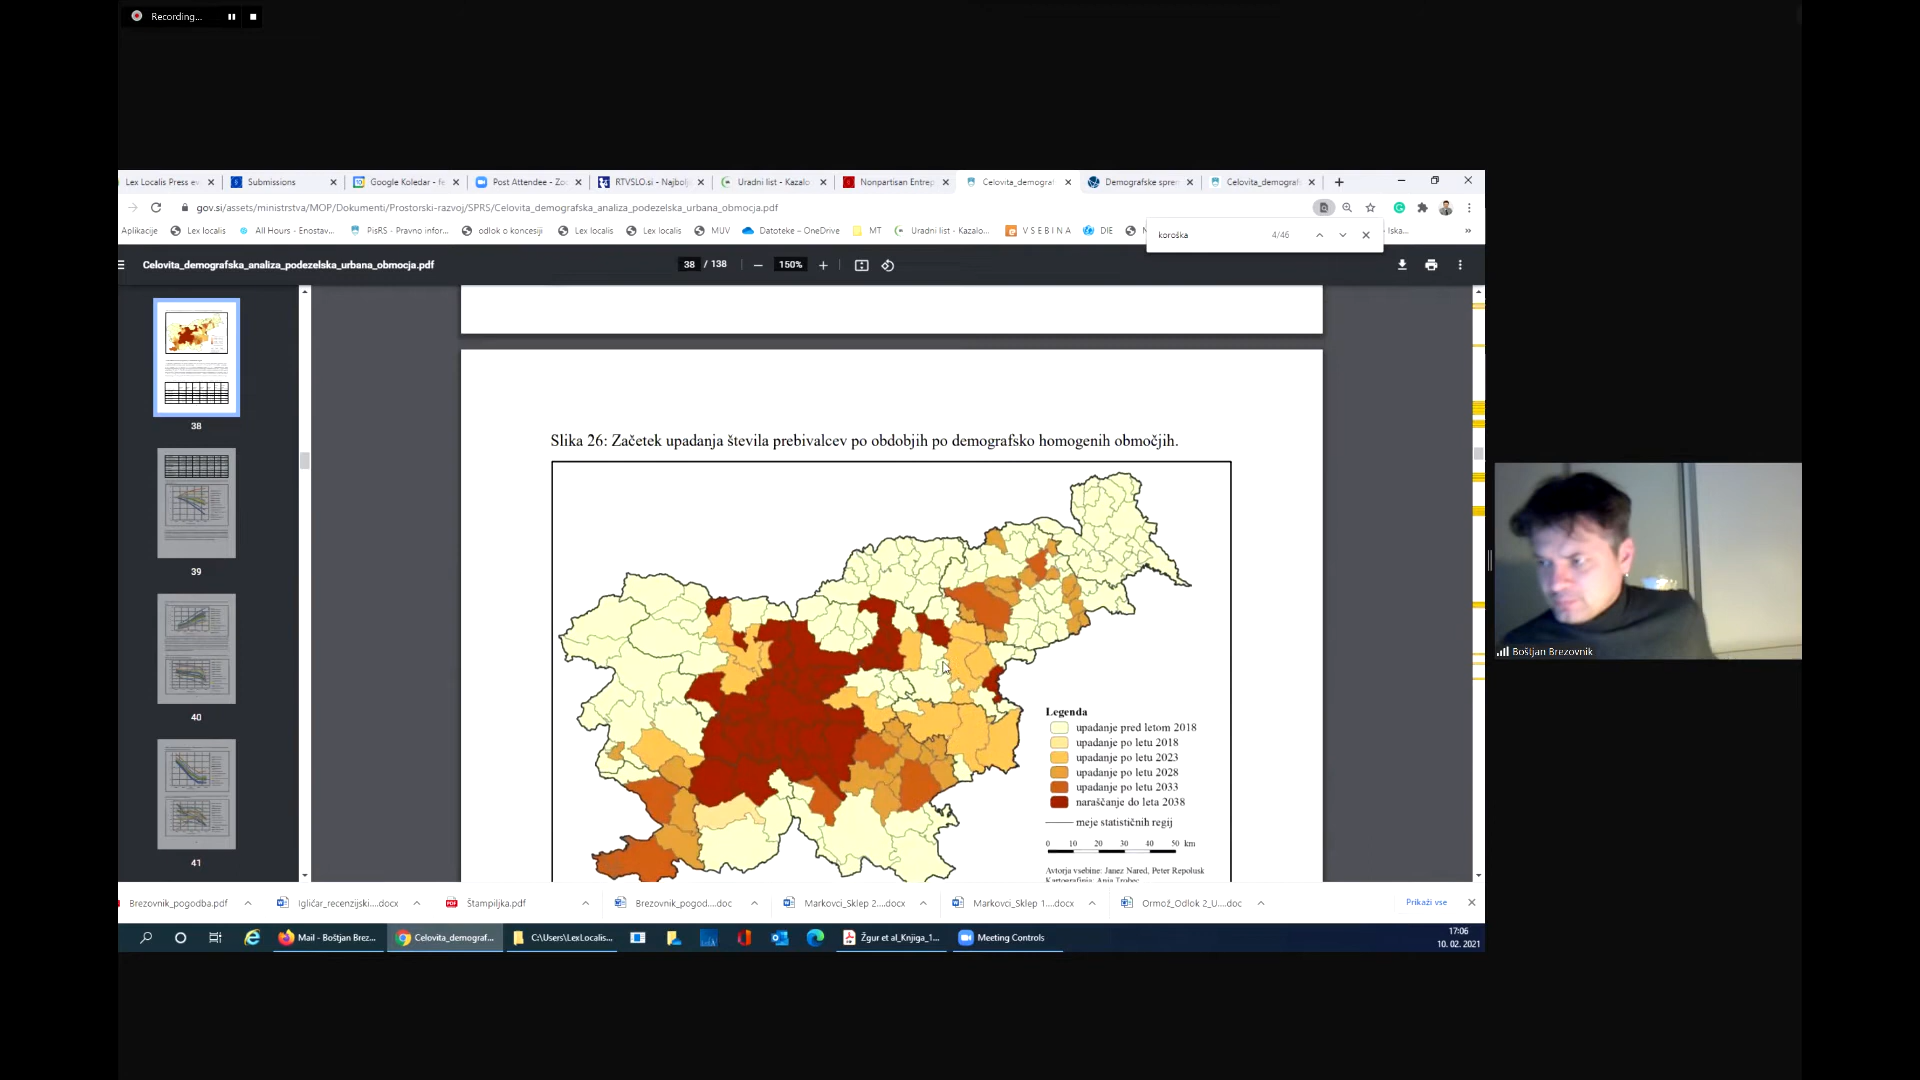 Recording...
Lex Localis Press ev
Submissions
Google Koledar - fe
Post Attendee - Zoo
RTVSLO.si - Najbolj
Uradni list - Kazalo
Nonpartisan Entrep
Celovita_demograf
Demografske sprem
Celovita_demografs
gov.si/assets/ministrstva/MOP/Dokumenti/Prostorski-razvoj/SPRS/Celovita_demografska_analiza_podezelska_urbana_obmocja.pdf
Aplikacije
Lex localis
All Hours - Enostav...
PisRS - Pravno infor...
odlok o koncesiji
Lex localis
Lex localis
MUV
Datoteke – OneDrive
MT
Uradni list - Kazalo...
V S E B I N A
DIE
koroška
4/46
Celovita_demografska_analiza_podezelska_urbana_obmocja.pdf
38 / 138
150%
38
39
40
41
Slika 26: Začetek upadanja števila prebivalcev po obdobjih po demografsko homogenih območjih.
Legenda
upadanje pred letom 2018
upadanje po letu 2018
upadanje po letu 2023
upadanje po letu 2028
upadanje po letu 2033
naraščanje do leta 2038
meje statističnih regij
0 10 20 30 40 50 km
Avtorja vsebine: Janez Nared, Peter Repolusk
Kartografinja: Anja Trobec
Boštjan Brezovnik
Brezovnik_pogodba.pdf
Igličar_recenzijski....docx
Štampiljka.pdf
Brezovnik_pogod....doc
Markovci_Sklep 2....docx
Markovci_Sklep 1....docx
Ormož_Odlok 2_U....doc
Prikaži vse
Mail - Boštjan Brez...
Celovita_demograf...
C:\Users\LexLocalis...
Žgur et al_Knjiga_1...
Meeting Controls
17:06
10. 02. 2021